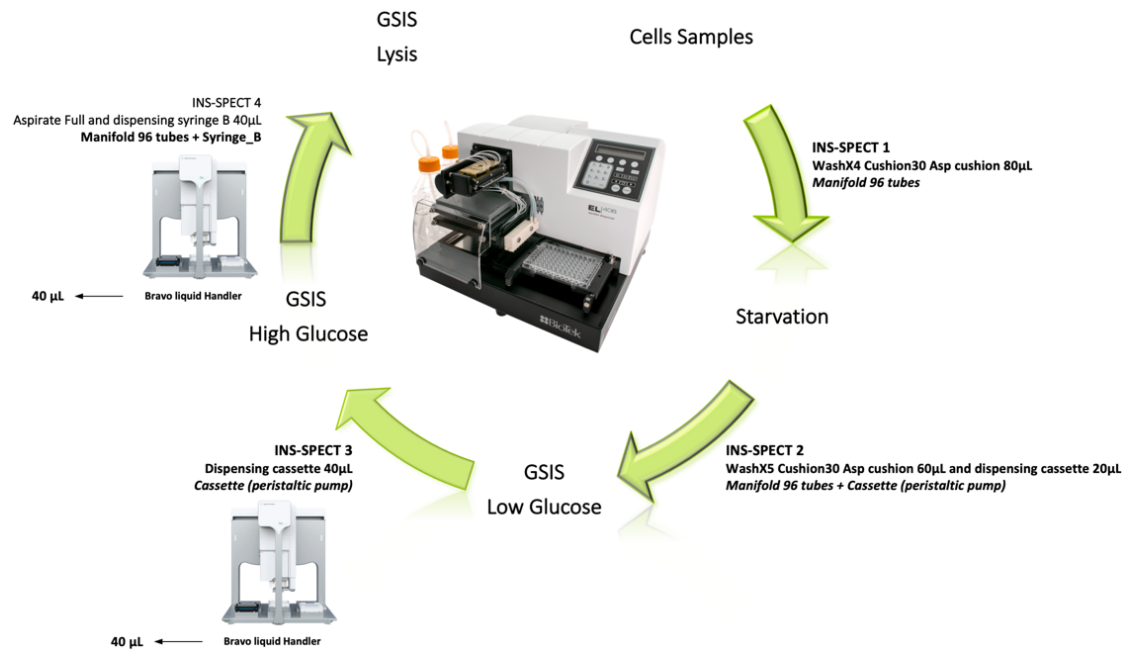 GSIS
Lysis
Cells Samples
INS-SPECT 4
Aspirate Full and dispensing syringe B 40µL
Manifold 96 tubes + Syringe_B
INS-SPECT 1
WashX4 Cushion30 Asp cushion 80µL
Manifold 96 tubes
EL
BioTek
40 µL
Bravo liquid Handler
GSIS
High Glucose
Starvation
INS-SPECT 3
Dispensing cassette 40µL
Cassette (peristaltic pump)
GSIS
Low Glucose
INS-SPECT 2
WashX5 Cushion30 Asp cushion 60µL and dispensing cassette 20µL
Manifold 96 tubes + Cassette (peristaltic pump)
40 µL
Bravo liquid Handler